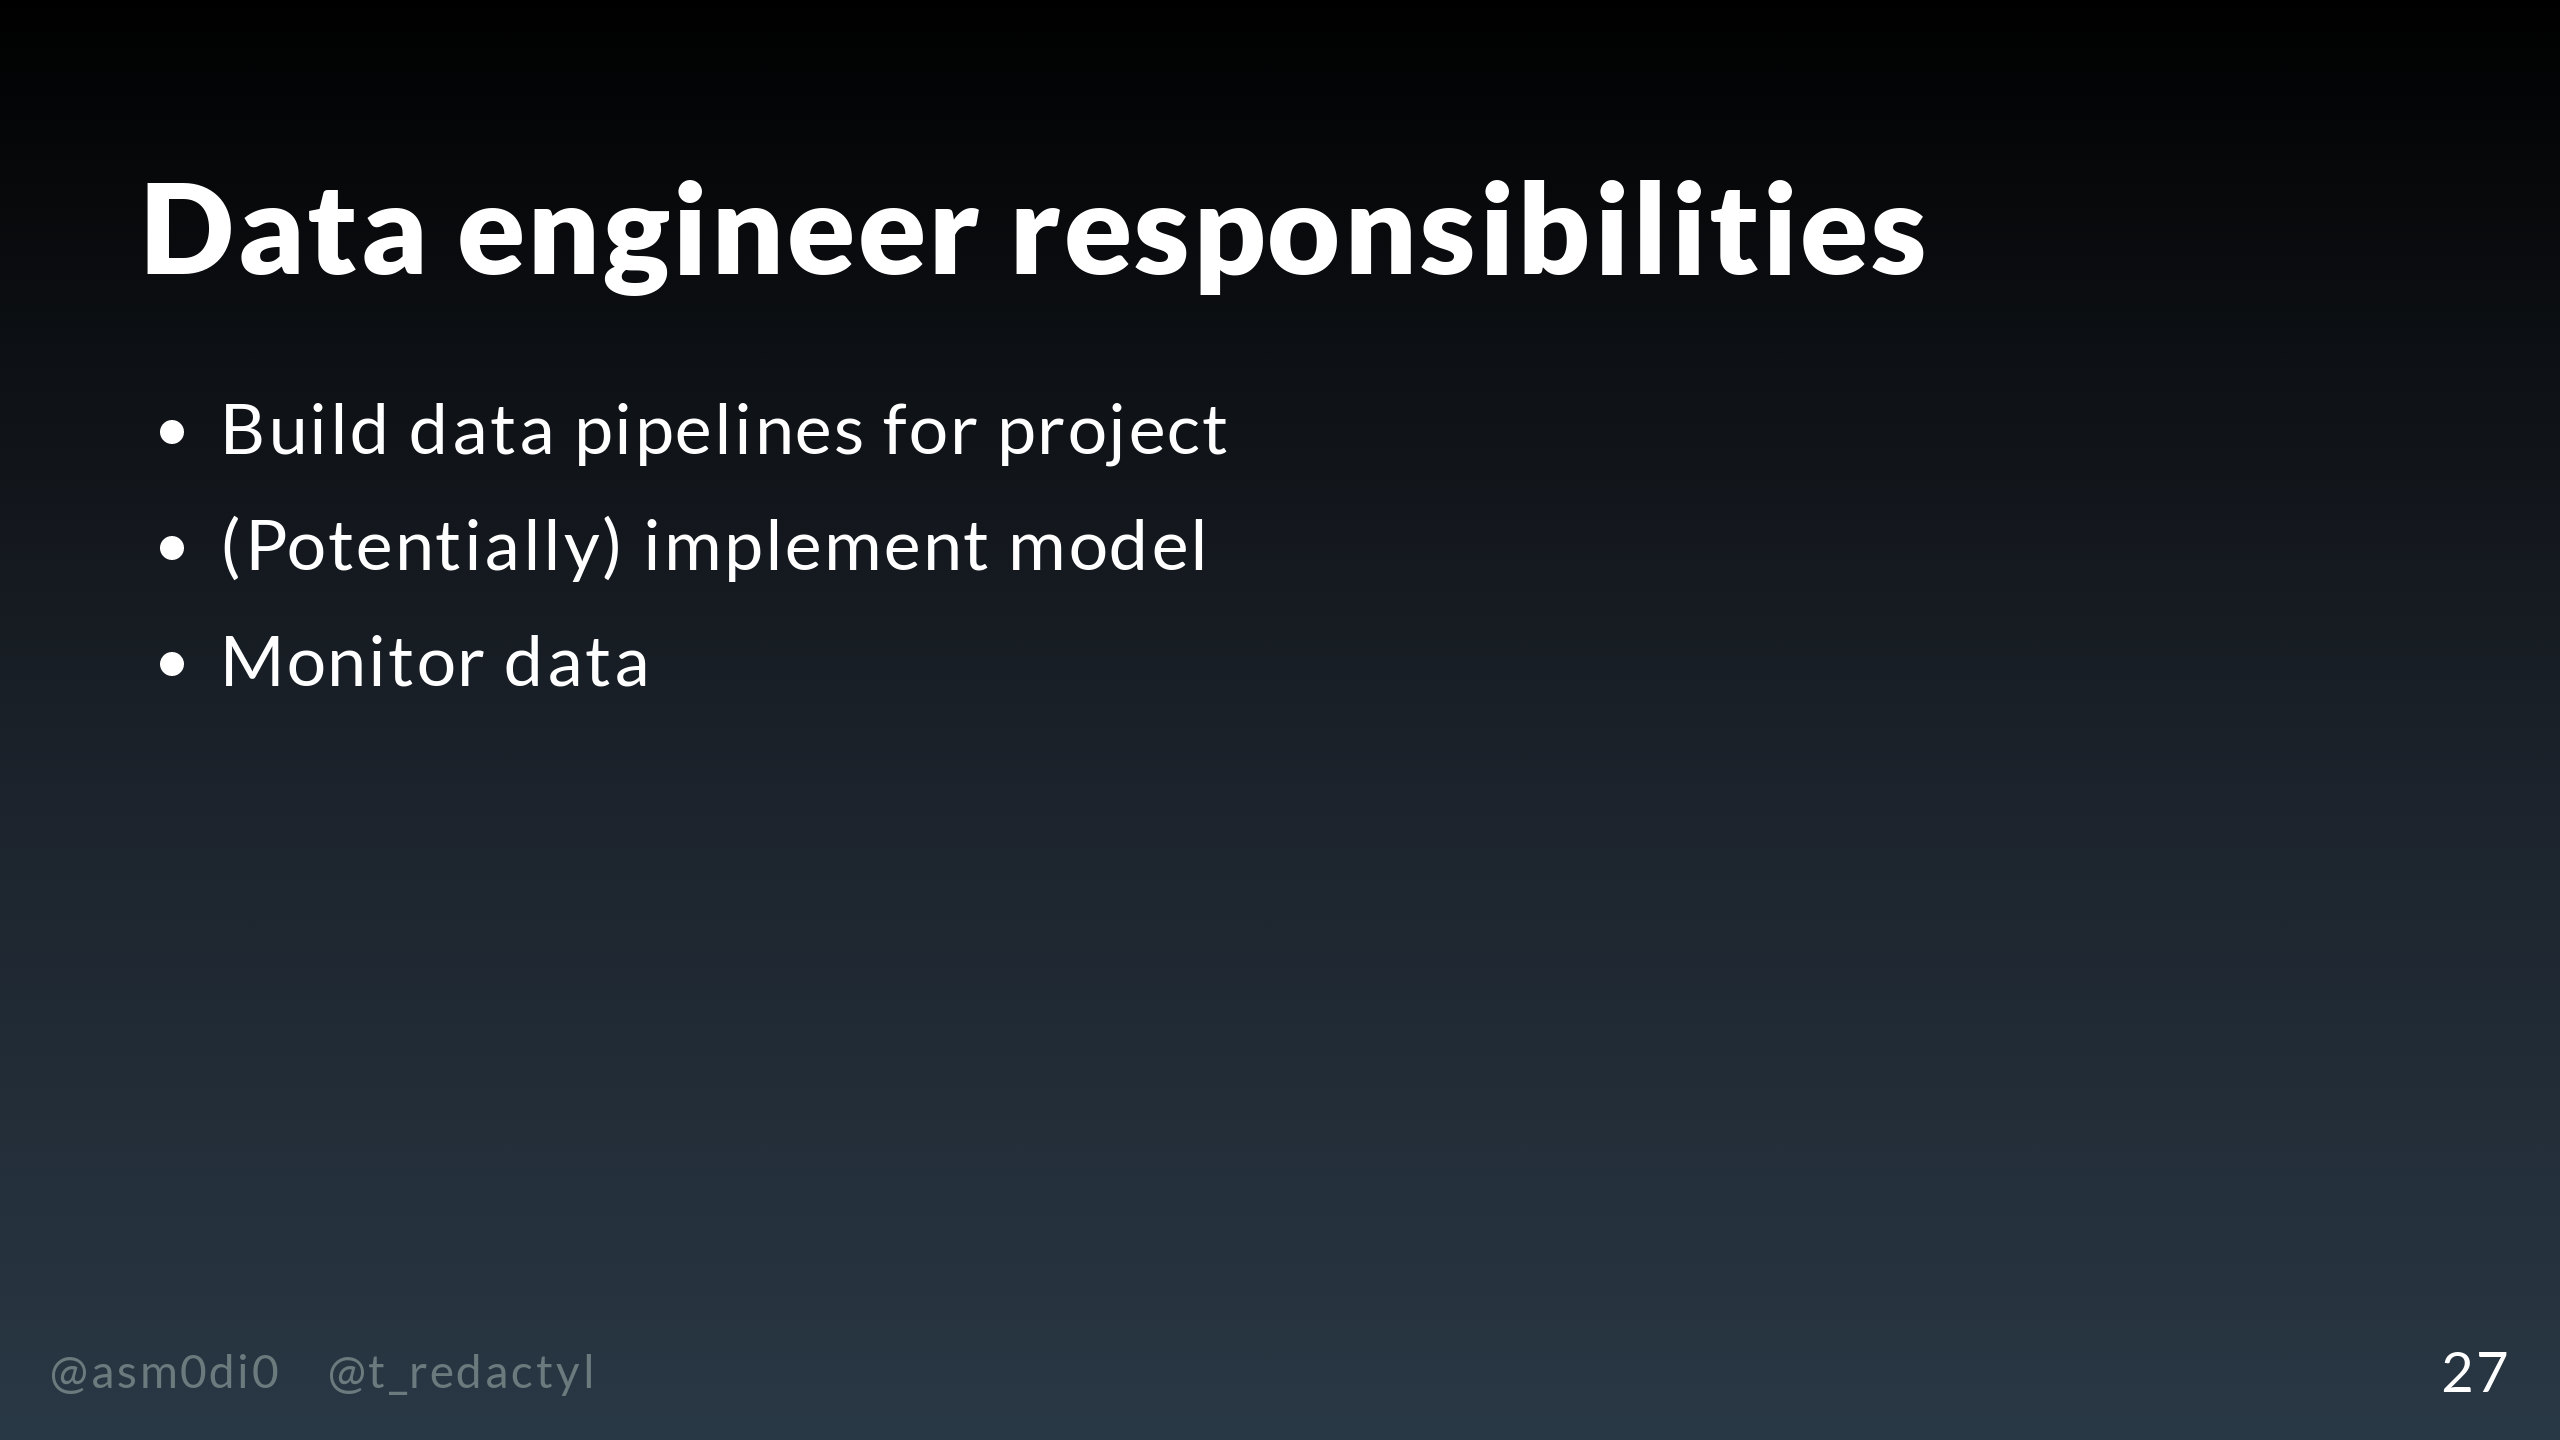 Data engineer responsibilities
• Build data pipelines for project
• (Potentially) implement model
• Monitor data
@asm0di0 @t_redactyl
27